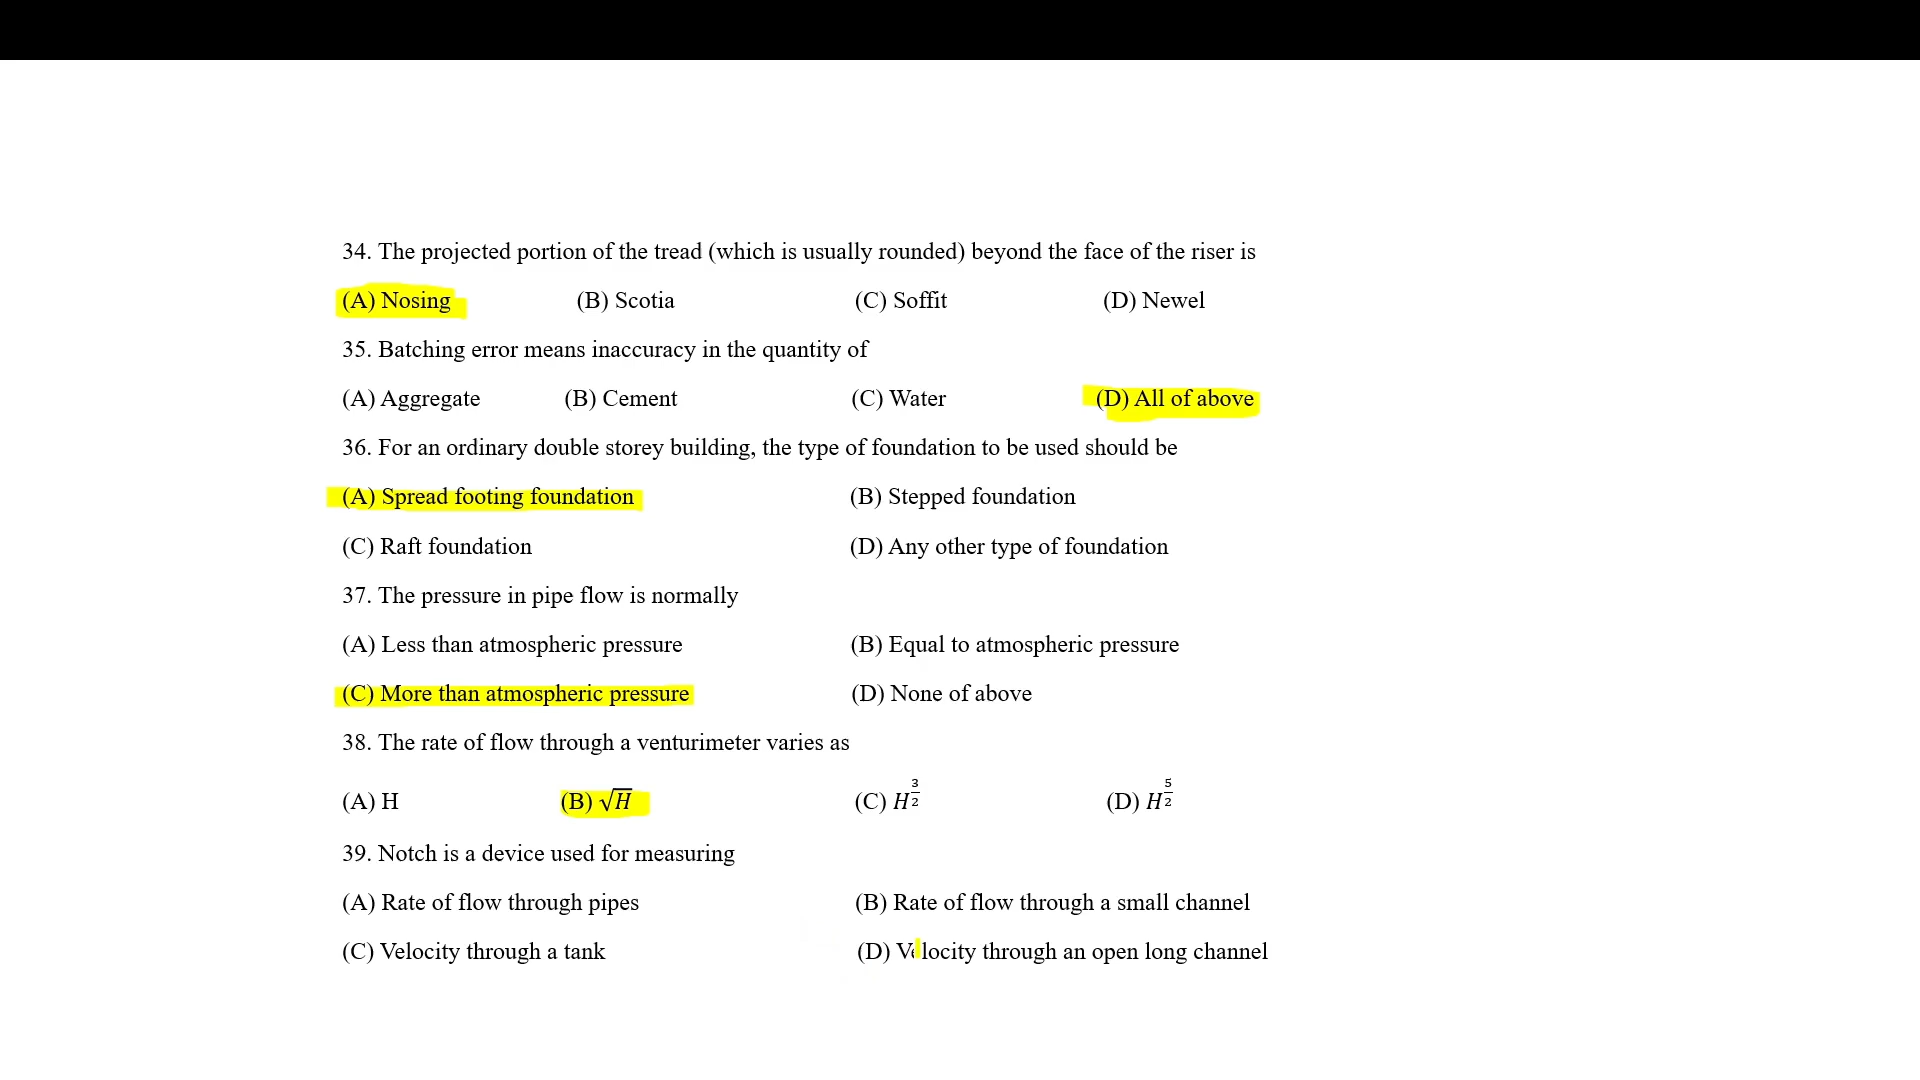 34. The projected portion of the tread (which is usually rounded) beyond the face of the riser is
(A) Nosing (B) Scotia (C) Soffit (D) Newel
35. Batching error means inaccuracy in the quantity of
(A) Aggregate (B) Cement (C) Water (D) All of above
36. For an ordinary double storey building, the type of foundation to be used should be
(A) Spread footing foundation (B) Stepped foundation
(C) Raft foundation (D) Any other type of foundation
37. The pressure in pipe flow is normally
(A) Less than atmospheric pressure (B) Equal to atmospheric pressure
(C) More than atmospheric pressure (D) None of above
38. The rate of flow through a venturimeter varies as
(A) H (B) √H (C) H^(3/2) (D) H^(5/2)
39. Notch is a device used for measuring
(A) Rate of flow through pipes (B) Rate of flow through a small channel
(C) Velocity through a tank (D) Velocity through an open long channel